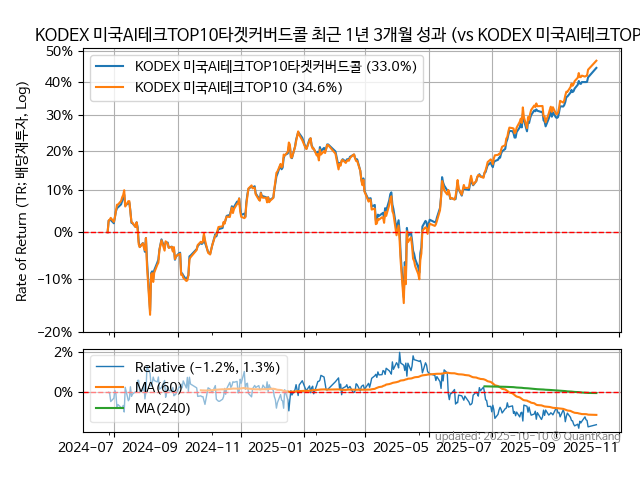 KODEX 미국AI테크TOP10타겟커버드콜 최근 1년 3개월 성과 (vs KODEX 미국AI테크TOP
50%
40%
30%
20%
10%
0%
−10%
−20%
Rate of Return (TR: 배당재투자, Log)
KODEX 미국AI테크TOP10타겟커버드콜 (33.0%)
KODEX 미국AI테크TOP10 (34.6%)
2%
0%
Relative (−1.2%, 1.3%)
MA(60)
MA(240)
updated: 2025-10-10 © QuantKang
2024−07 2024−09 2024−11 2025−01 2025−03 2025−05 2025−07 2025−09 2025−11